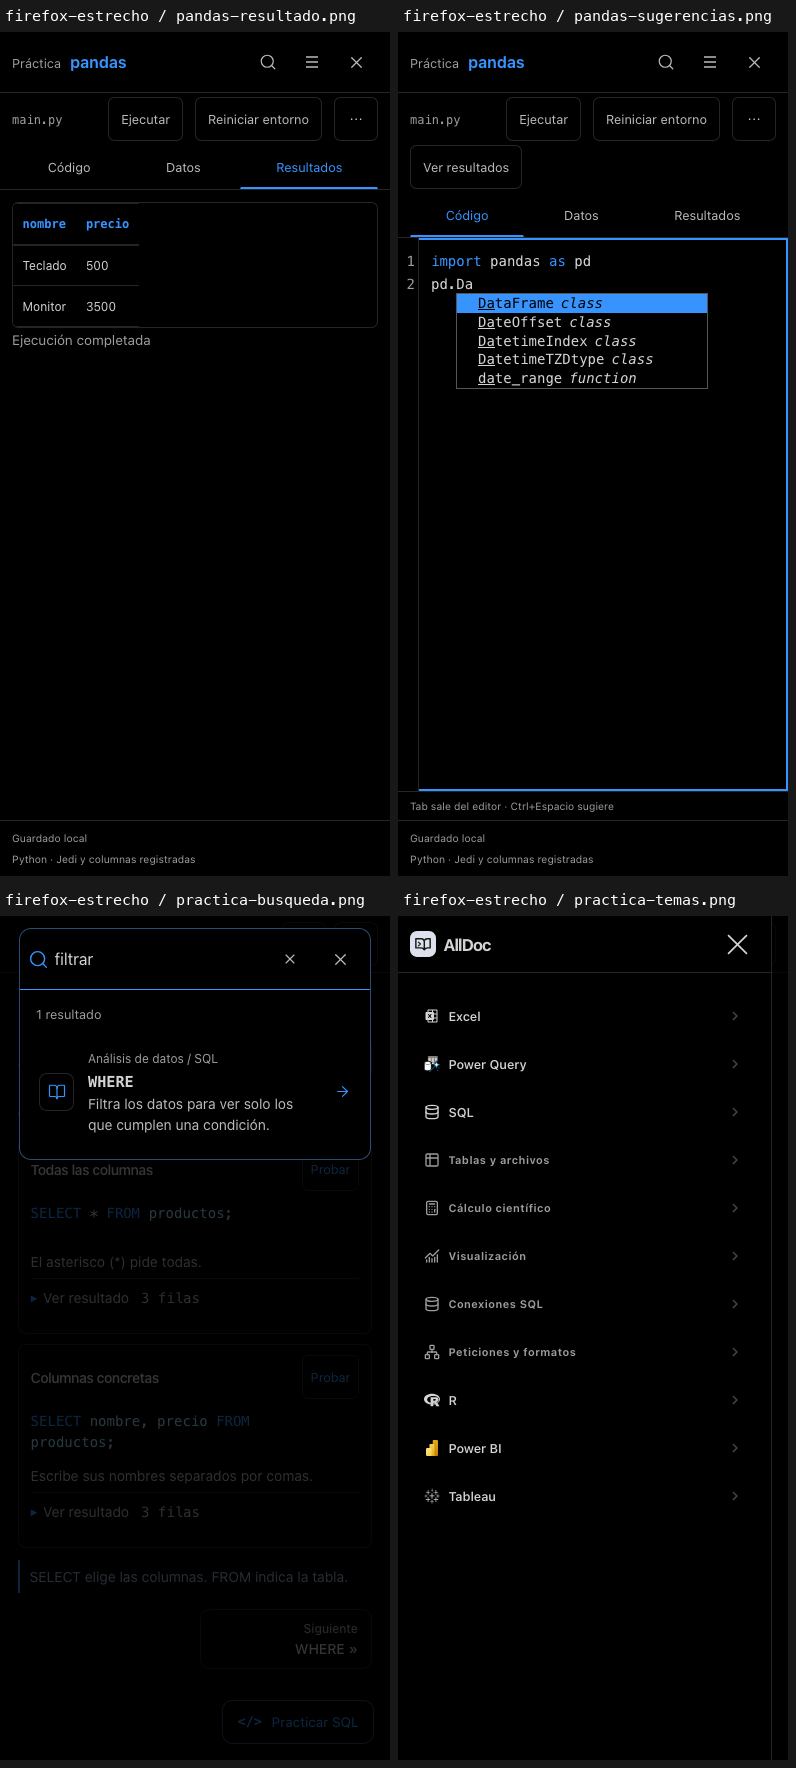 firefox-estrecho / pandas-resultado.png
Práctica pandas
main.py Ejecutar Reiniciar entorno ...
Código Datos Resultados
nombre precio
Teclado 500
Monitor 3500
Ejecución completada
Guardado local
Python · Jedi y columnas registradas
firefox-estrecho / pandas-sugerencias.png
Práctica pandas
main.py Ejecutar Reiniciar entorno ...
Ver resultados
Código Datos Resultados
1 import pandas as pd
2 pd.Da
DataFrame class
DateOffset class
DatetimeIndex class
DatetimeTZDtype class
date_range function
Tab sale del editor · Ctrl+Espacio sugiere
Guardado local
Python · Jedi y columnas registradas
firefox-estrecho / practica-busqueda.png
filtrar
1 resultado
Análisis de datos / SQL
WHERE
Filtra los datos para ver solo los
que cumplen una condición.
Todas las columnas Probar
SELECT * FROM productos;
El asterisco (*) pide todas.
▸ Ver resultado 3 filas
Columnas concretas Probar
SELECT nombre, precio FROM
productos;
Escribe sus nombres separados por comas.
▸ Ver resultado 3 filas
SELECT elige las columnas. FROM indica la tabla.
Siguiente
WHERE »
</> Practicar SQL
firefox-estrecho / practica-temas.png
AllDoc
Excel
Power Query
SQL
Tablas y archivos
Cálculo científico
Visualización
Conexiones SQL
Peticiones y formatos
R
Power BI
Tableau